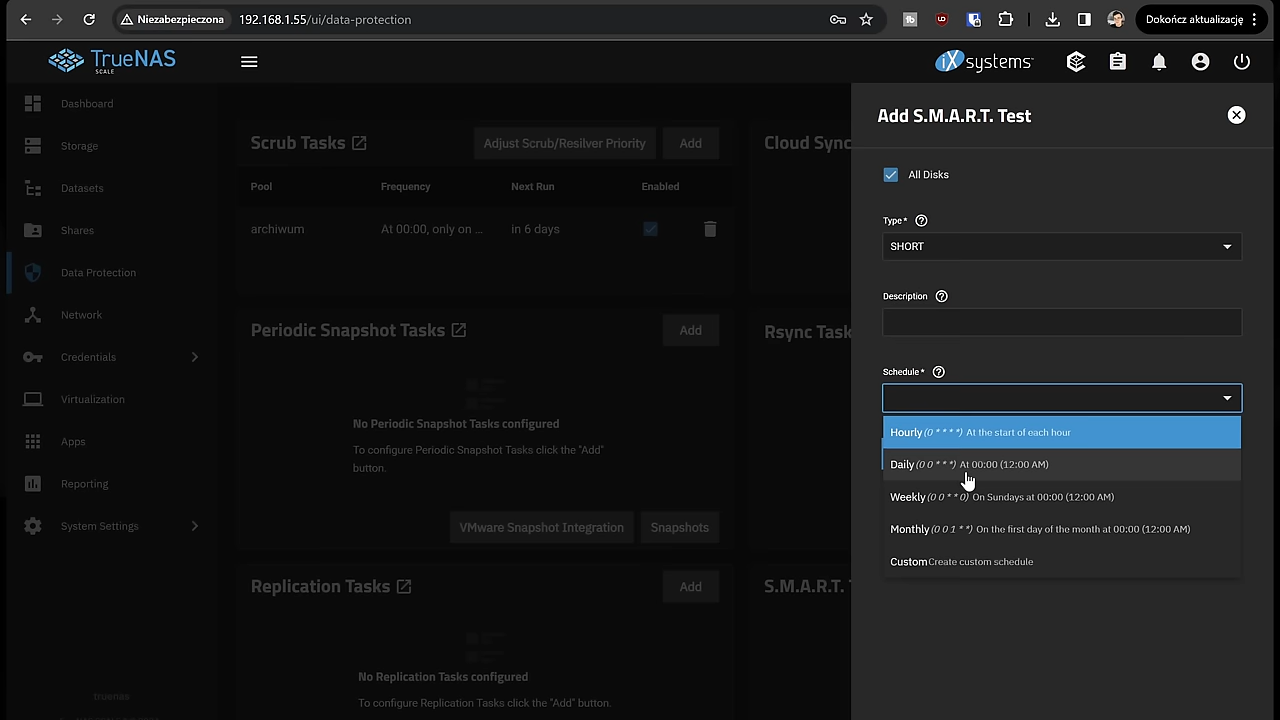 Niezabezpieczona
192.168.1.55/ui/data-protection
Dokończ aktualizację
TrueNAS
SCALE
iXsystems
Dashboard
Storage
Datasets
Shares
Data Protection
Network
Credentials
Virtualization
Apps
Reporting
System Settings
truenas
Scrub Tasks
Adjust Scrub/Resilver Priority
Add
Pool Frequency Next Run Enabled
archiwum At 00:00, only on ... in 6 days
Periodic Snapshot Tasks
Add
No Periodic Snapshot Tasks configured
To configure Periodic Snapshot Tasks click the "Add"
button.
VMware Snapshot Integration
Snapshots
Replication Tasks
Add
No Replication Tasks configured
To configure Replication Tasks click the "Add" button.
Cloud Sync
Rsync Task
S.M.A.R.T.
Add S.M.A.R.T. Test
All Disks
Type *
SHORT
Description
Schedule *
Hourly (0 * * * *) At the start of each hour
Daily (0 0 * * *) At 00:00 (12:00 AM)
Weekly (0 0 * * 0) On Sundays at 00:00 (12:00 AM)
Monthly (0 0 1 * *) On the first day of the month at 00:00 (12:00 AM)
Custom Create custom schedule